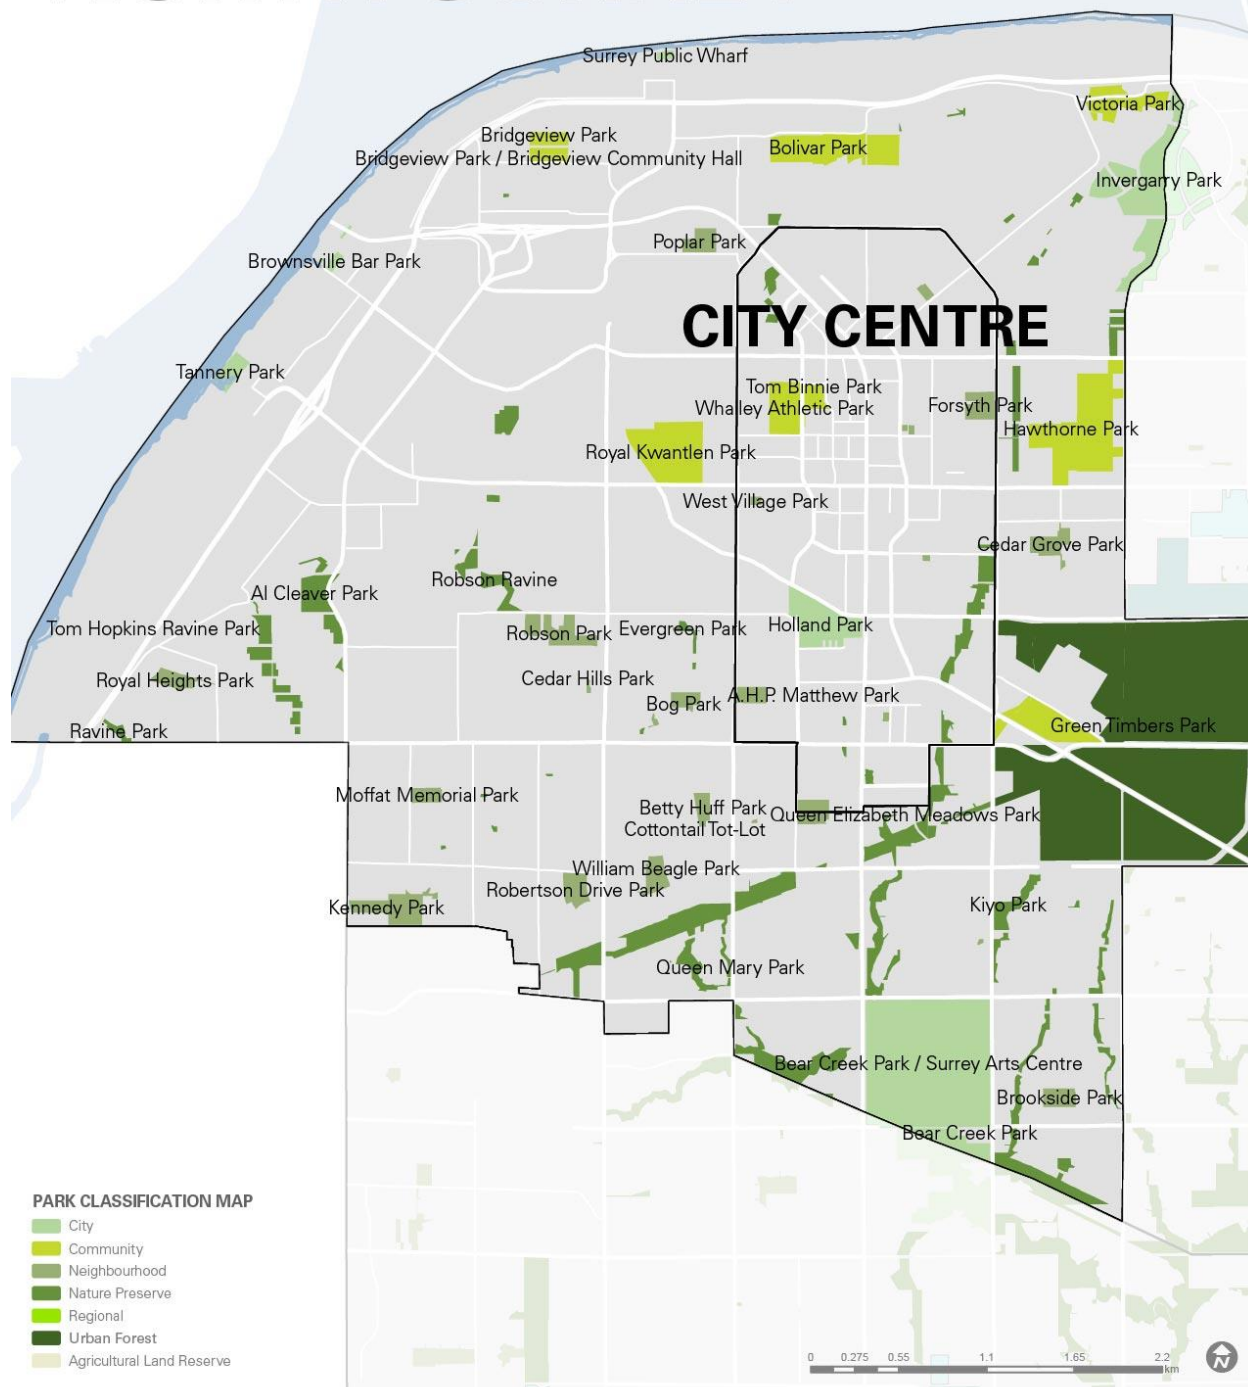 Surrey Public Wharf
Victoria Park
Bridgeview Park
Bolivar Park
Bridgeview Park / Bridgeview Community Hall
Invergarry Park
Poplar Park
Brownsville Bar Park
CITY CENTRE
Tannery Park
Tom Binnie Park
Whalley Athletic Park
Forsyth Park
Hawthorne Park
Royal Kwantlen Park
West Village Park
Cedar Grove Park
Robson Ravine
Al Cleaver Park
Tom Hopkins Ravine Park
Robson Park
Evergreen Park
Holland Park
Royal Heights Park
Cedar Hills Park
Bog Park
A.H.P. Matthew Park
Ravine Park
Green Timbers Park
Moffat Memorial Park
Betty Huff Park
Queen Elizabeth Meadows Park
Cottontail Tot-Lot
William Beagle Park
Robertson Drive Park
Kennedy Park
Kiyo Park
Queen Mary Park
Bear Creek Park / Surrey Arts Centre
Brookside Park
Bear Creek Park
PARK CLASSIFICATION MAP
City
Community
Neighbourhood
Nature Preserve
Regional
Urban Forest
Agricultural Land Reserve
0 0.275 0.55 1.1 1.65 2.2
km
N